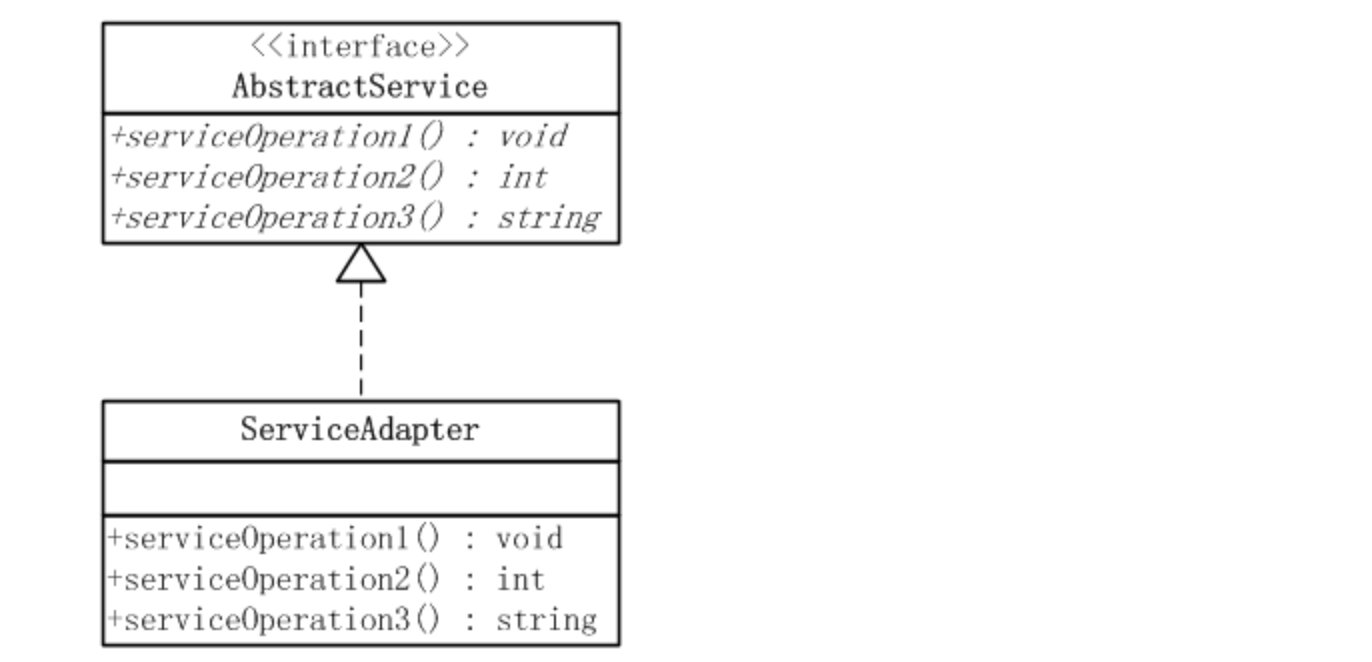 <<interface>>
AbstractService
+serviceOperation1() : void
+serviceOperation2() : int
+serviceOperation3() : string
ServiceAdapter
+serviceOperation1() : void
+serviceOperation2() : int
+serviceOperation3() : string